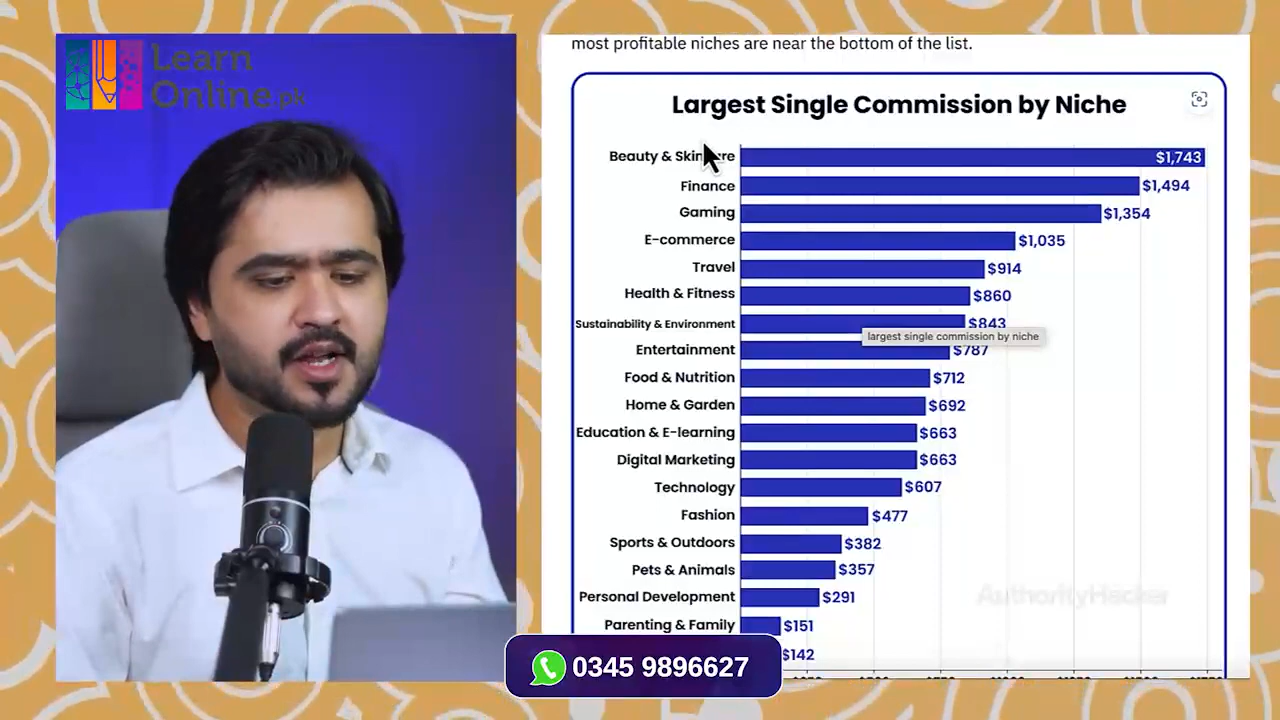 Learn
Online.pk
most profitable niches are near the bottom of the list.
Largest Single Commission by Niche
Beauty & Skin re $1,743
Finance $1,494
Gaming $1,354
E-commerce $1,035
Travel $914
Health & Fitness $860
Sustainability & Environment $843
largest single commission by niche
Entertainment $787
Food & Nutrition $712
Home & Garden $692
Education & E-learning $663
Digital Marketing $663
Technology $607
Fashion $477
Sports & Outdoors $382
Pets & Animals $357
Personal Development $291
AuthorityHacker
Parenting & Family $151
$142
0345 9896627